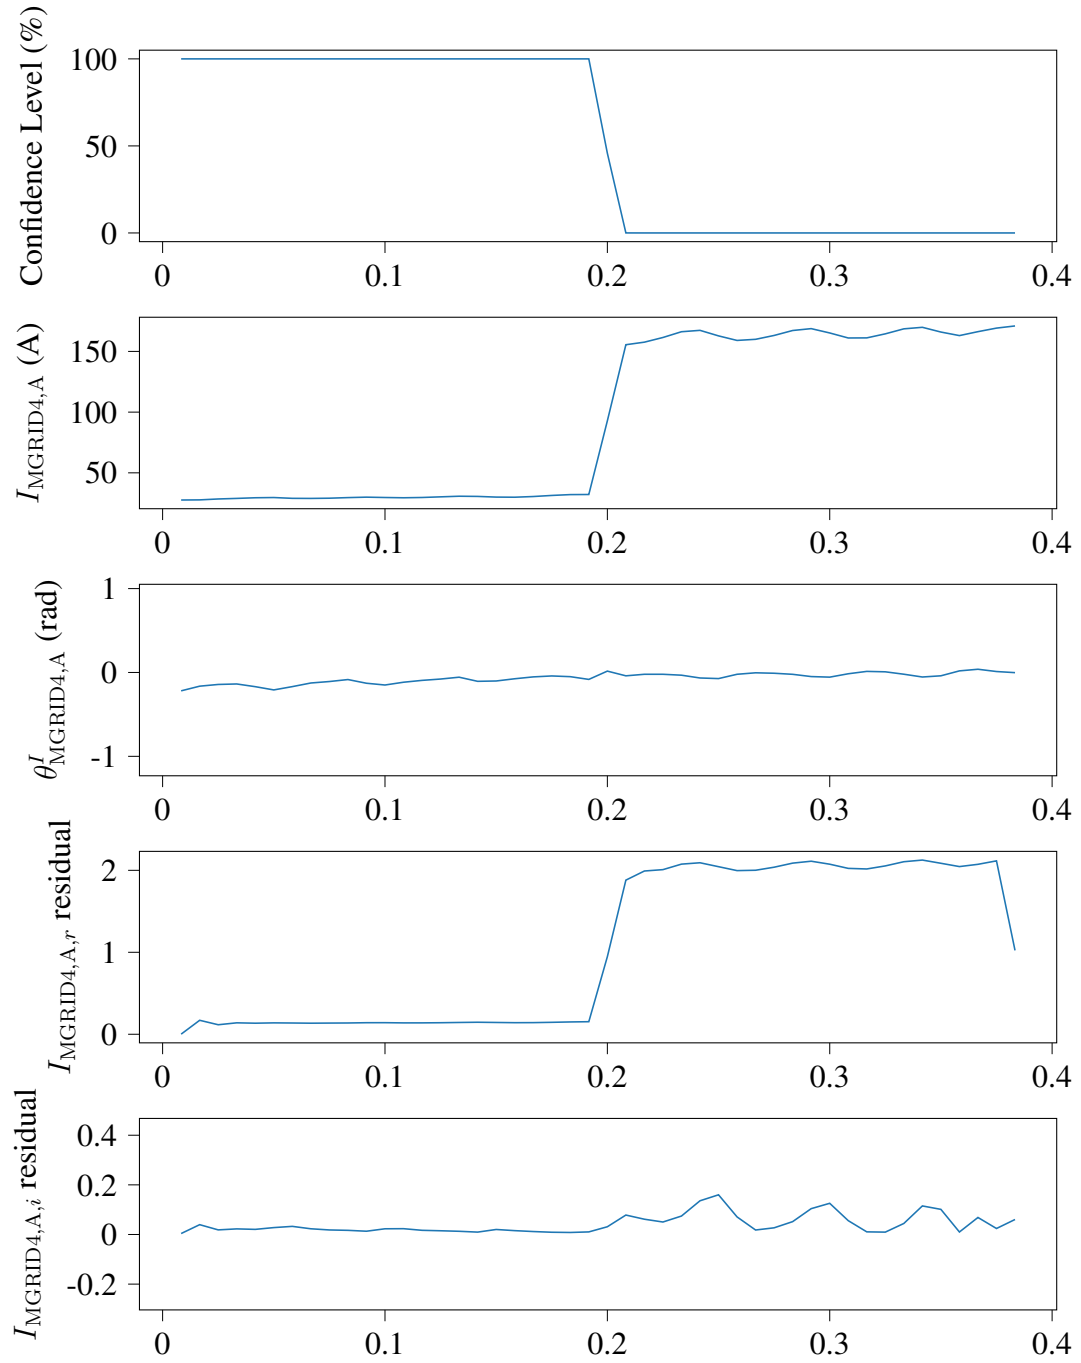 Confidence Level (%)
100
50
0
0 0.1 0.2 0.3 0.4
I_MGRID4,A (A)
150
100
50
0 0.1 0.2 0.3 0.4
θ^I_MGRID4,A (rad)
1
0
-1
0 0.1 0.2 0.3 0.4
I_MGRID4,A,r residual
2
1
0
0 0.1 0.2 0.3 0.4
I_MGRID4,A,i residual
0.4
0.2
0
-0.2
0 0.1 0.2 0.3 0.4